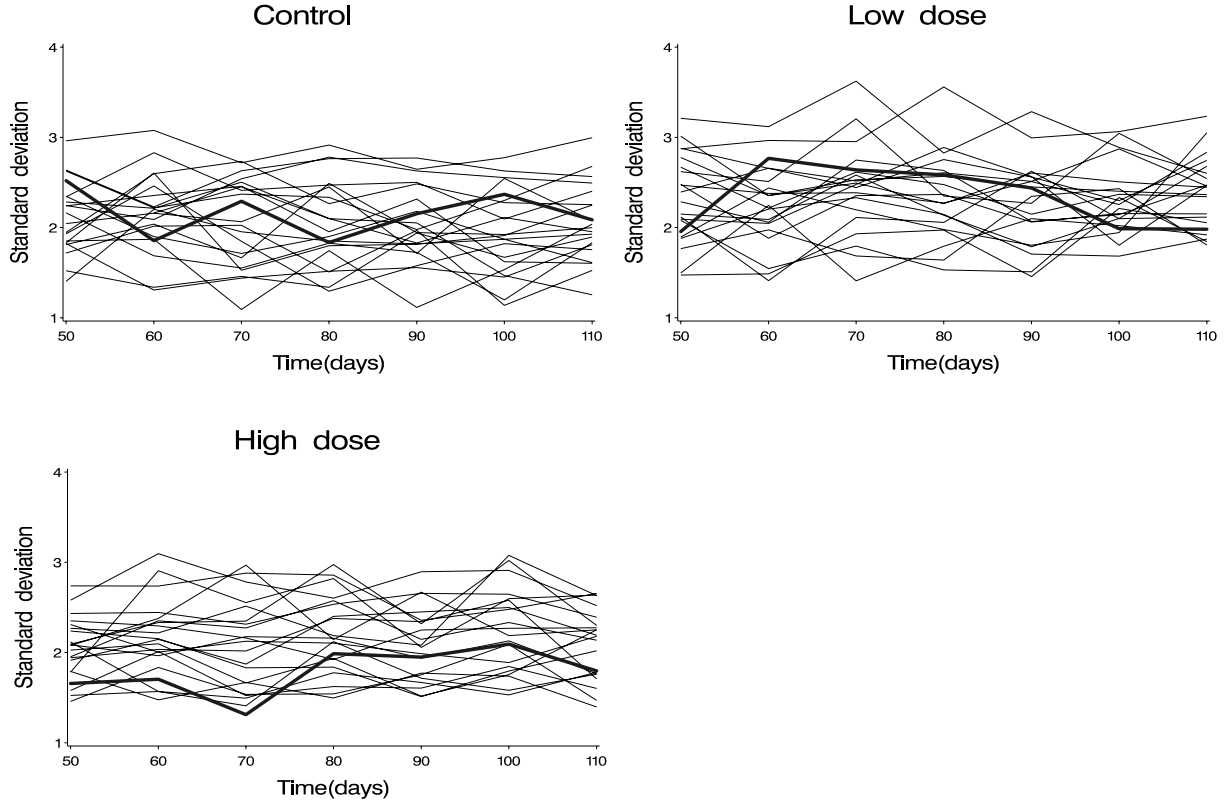 Control
Standard deviation
4
3
2
1
50 60 70 80 90 100 110
Time(days)
Low dose
Standard deviation
4
3
2
1
50 60 70 80 90 100 110
Time(days)
High dose
Standard deviation
4
3
2
1
50 60 70 80 90 100 110
Time(days)